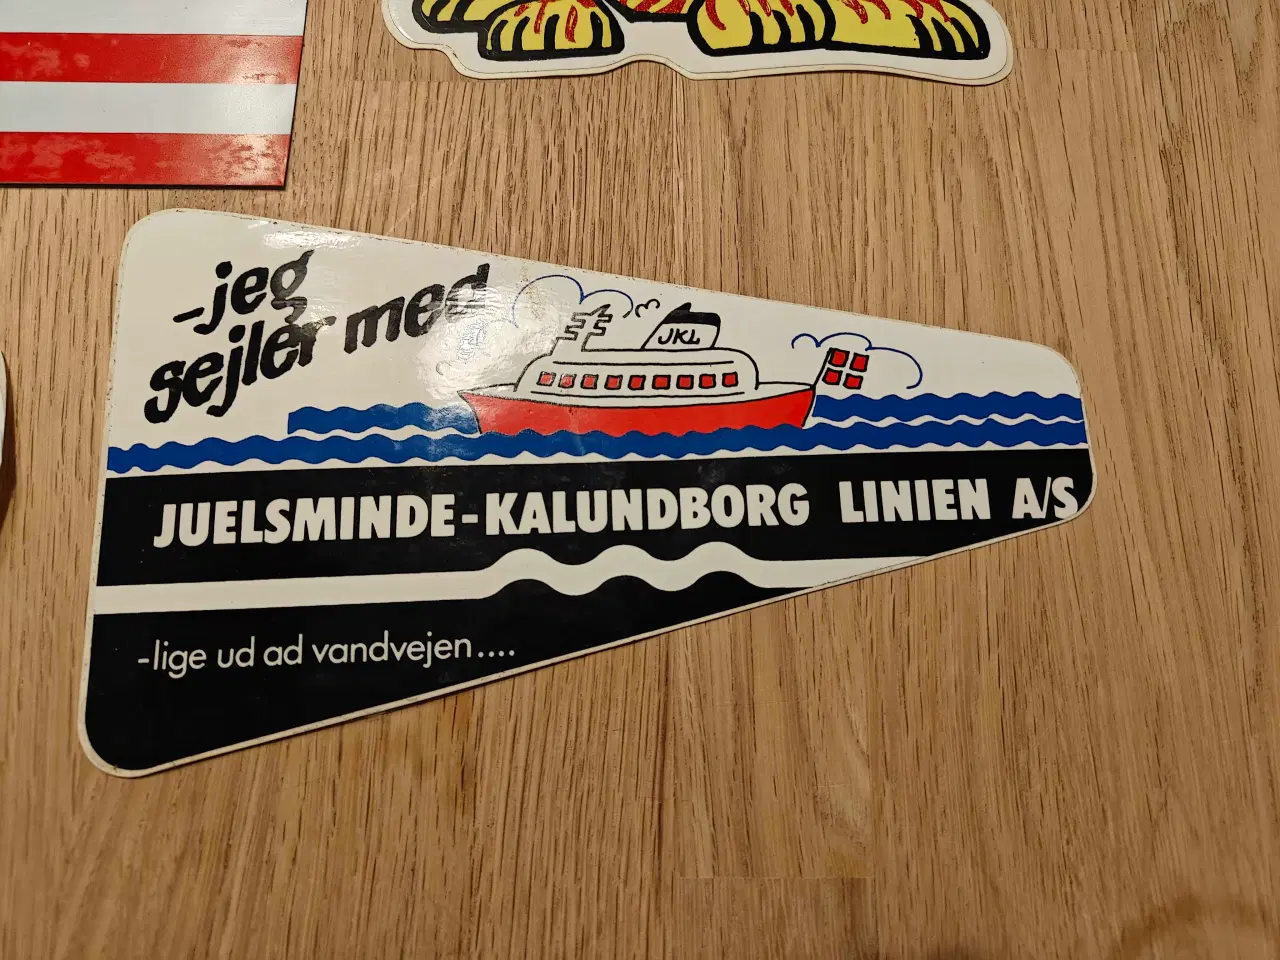 -jeg
sejler med
JKL
JUELSMINDE-KALUNDBORG LINIEN A/S
-lige ud ad vandvejen....